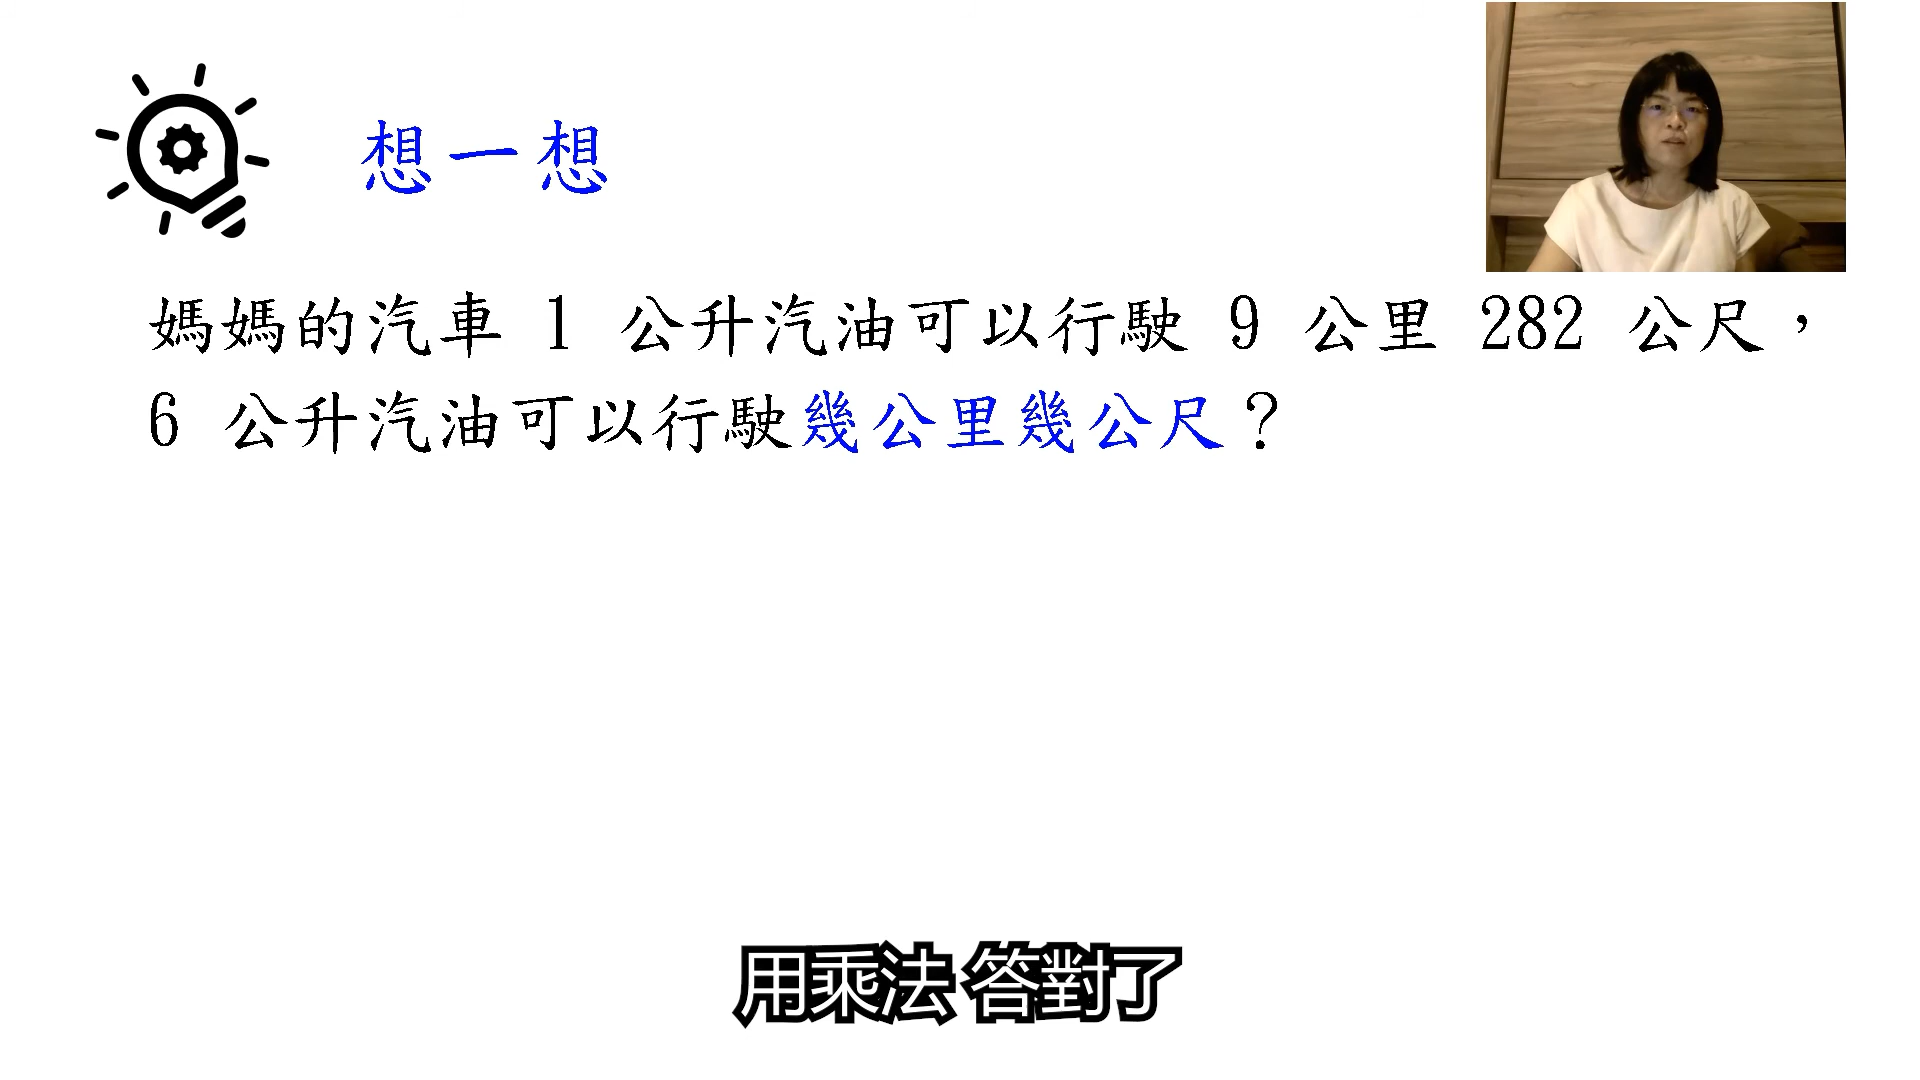 想一想
媽媽的汽車 1 公升汽油可以行駛 9 公里 282 公尺，
6 公升汽油可以行駛幾公里幾公尺？
用乘法 答對了